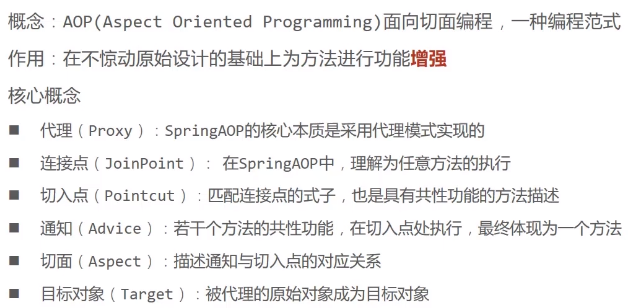 概念：AOP(Aspect Oriented Programming)面向切面编程，一种编程范式
作用：在不惊动原始设计的基础上为方法进行功能增强
核心概念
■ 代理（Proxy）：SpringAOP的核心本质是采用代理模式实现的
■ 连接点（JoinPoint）： 在SpringAOP中，理解为任意方法的执行
■ 切入点（Pointcut）：匹配连接点的式子，也是具有共性功能的方法描述
■ 通知（Advice）：若干个方法的共性功能，在切入点处执行，最终体现为一个方法
■ 切面（Aspect）：描述通知与切入点的对应关系
■ 目标对象（Target）：被代理的原始对象成为目标对象